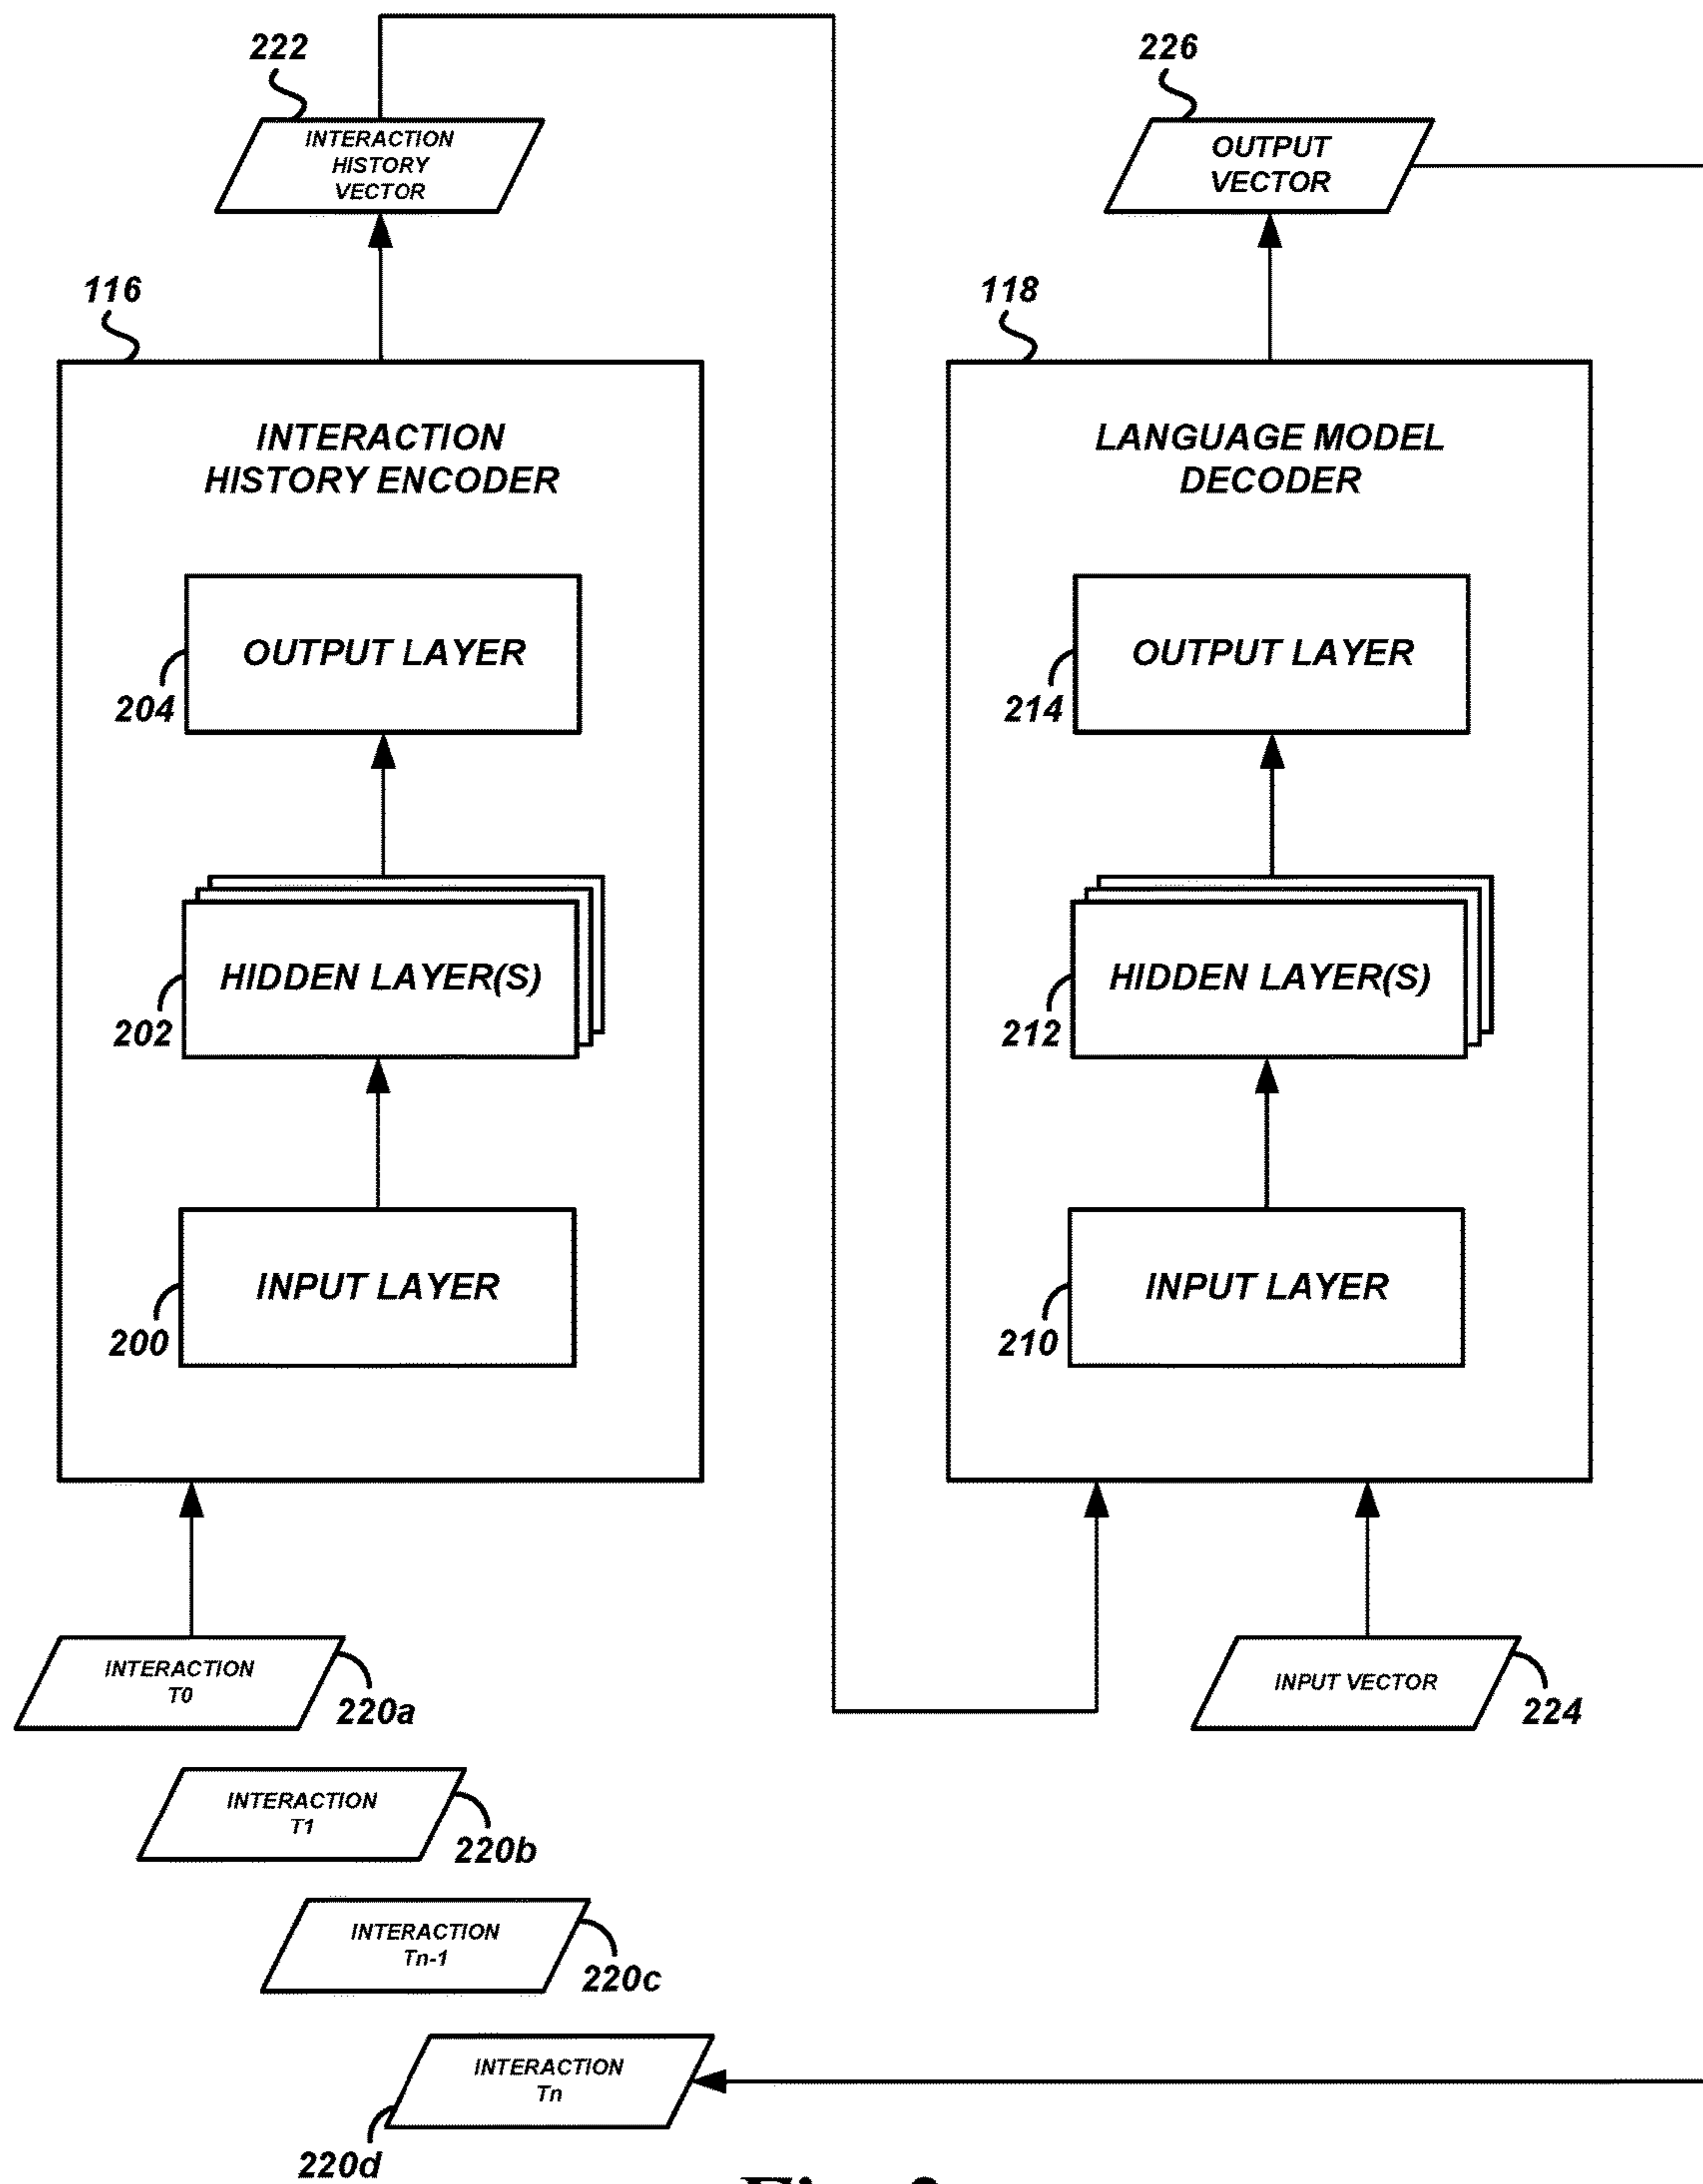 222
INTERACTION
HISTORY
VECTOR
116
INTERACTION
HISTORY ENCODER
OUTPUT LAYER
204
HIDDEN LAYER(S)
202
INPUT LAYER
200
INTERACTION
T0
220a
INTERACTION
T1
220b
INTERACTION
Tn-1
220c
INTERACTION
Tn
220d
226
OUTPUT
VECTOR
118
LANGUAGE MODEL
DECODER
OUTPUT LAYER
214
HIDDEN LAYER(S)
212
INPUT LAYER
210
INPUT VECTOR
224